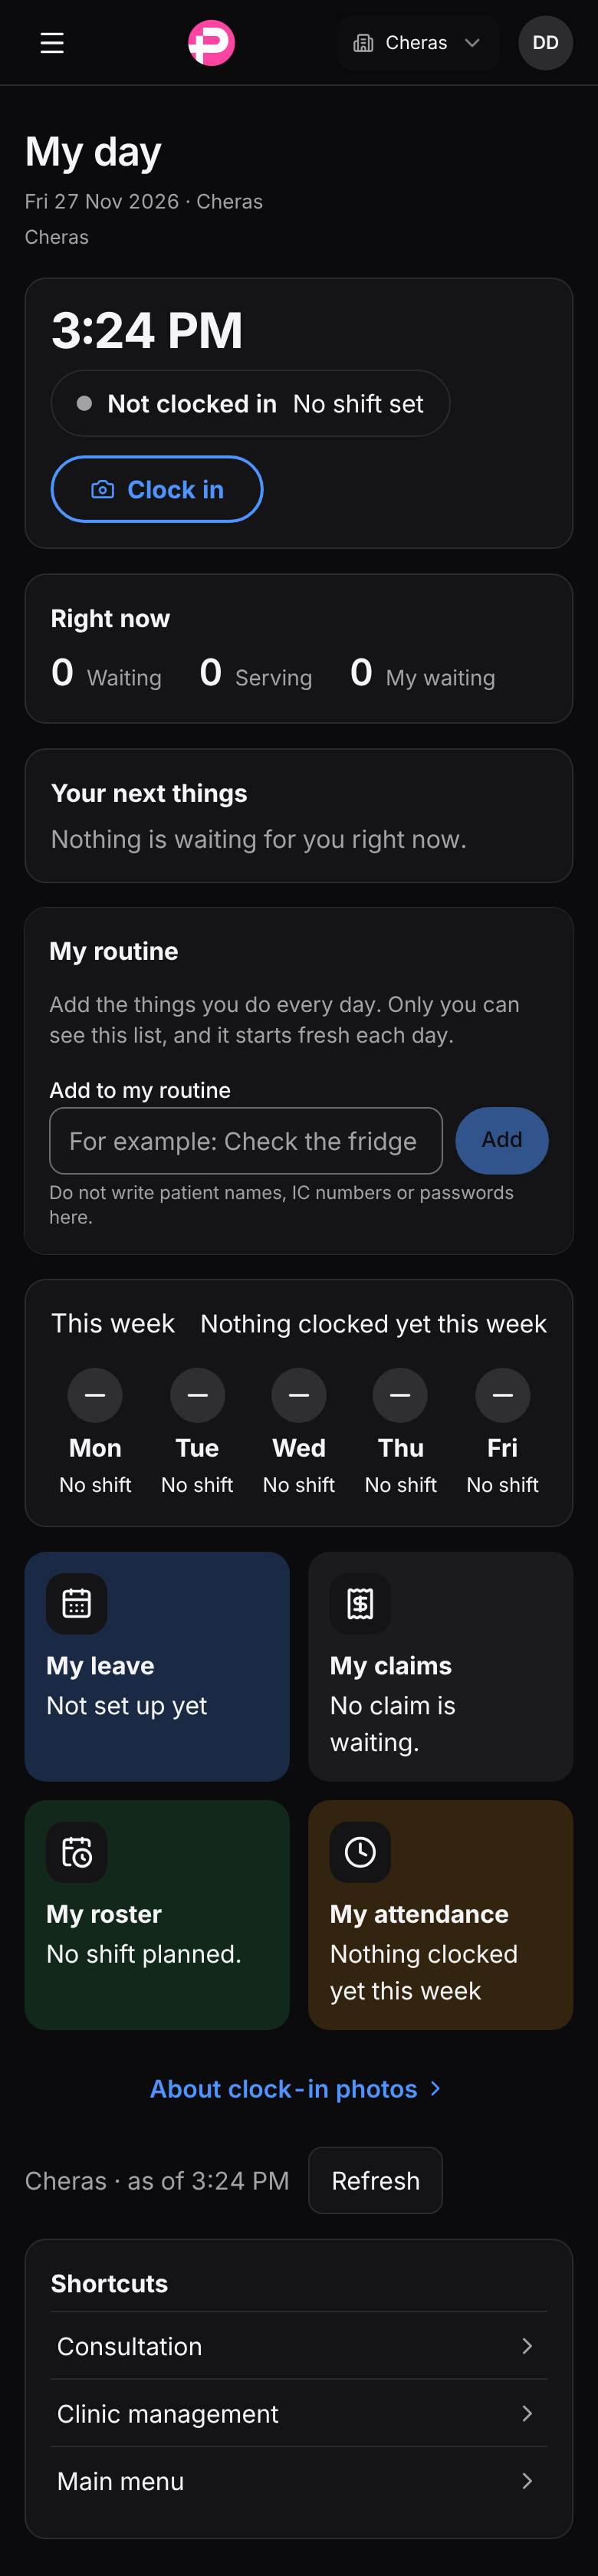 Cheras
DD
My day
Fri 27 Nov 2026 · Cheras
Cheras
3:24 PM
Not clocked in No shift set
Clock in
Right now
0 Waiting 0 Serving 0 My waiting
Your next things
Nothing is waiting for you right now.
My routine
Add the things you do every day. Only you can
see this list, and it starts fresh each day.
Add to my routine
For example: Check the fridge
Add
Do not write patient names, IC numbers or passwords
here.
This week Nothing clocked yet this week
Mon Tue Wed Thu Fri
No shift No shift No shift No shift No shift
My leave
Not set up yet
My claims
No claim is
waiting.
My roster
No shift planned.
My attendance
Nothing clocked
yet this week
About clock-in photos
Cheras · as of 3:24 PM
Refresh
Shortcuts
Consultation
Clinic management
Main menu